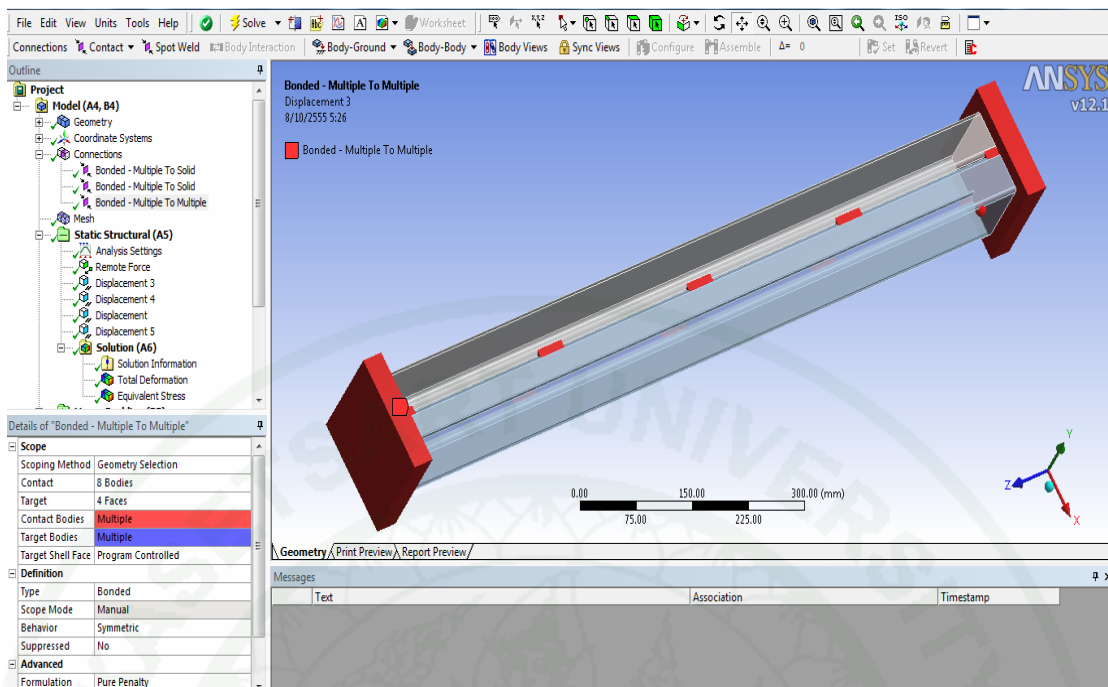 File Edit View Units Tools Help Solve Worksheet
Connections Contact Spot Weld Body Interaction Body-Ground Body-Body Body Views Sync Views Configure Assemble Δ= 0 Set Revert
Outline
Project
Model (A4, B4)
Geometry
Coordinate Systems
Connections
Bonded - Multiple To Solid
Bonded - Multiple To Solid
Bonded - Multiple To Multiple
Mesh
Static Structural (A5)
Analysis Settings
Remote Force
Displacement 3
Displacement 4
Displacement
Displacement 5
Solution (A6)
Solution Information
Total Deformation
Equivalent Stress
Details of "Bonded - Multiple To Multiple"
Scope
Scoping Method Geometry Selection
Contact 8 Bodies
Target 4 Faces
Contact Bodies Multiple
Target Bodies Multiple
Target Shell Face Program Controlled
Definition
Type Bonded
Scope Mode Manual
Behavior Symmetric
Suppressed No
Advanced
Formulation Pure Penalty
Bonded - Multiple To Multiple
Displacement 3
8/10/2555 5:26
Bonded - Multiple To Multiple
ANSYS
v12.1
0.00 150.00 300.00 (mm)
75.00 225.00
Y
Z
X
Geometry Print Preview Report Preview
Messages
Text Association Timestamp